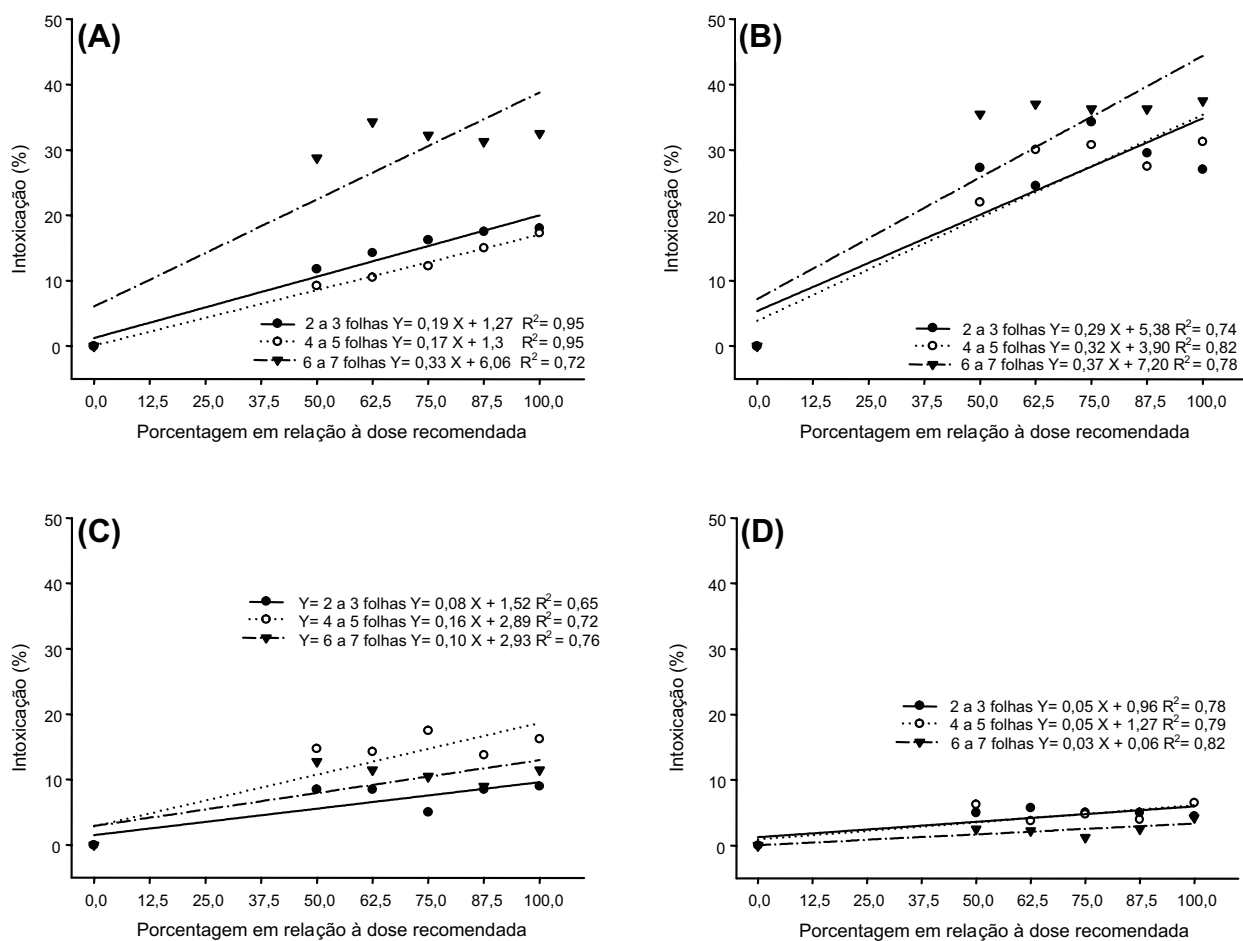 (A)
50
40
30
20
10
0
Intoxicação (%)
2 a 3 folhas Y= 0,19 X + 1,27 R²= 0,95
4 a 5 folhas Y= 0,17 X + 1,3 R²= 0,95
6 a 7 folhas Y= 0,33 X + 6,06 R²= 0,72
0,0 12,5 25,0 37,5 50,0 62,5 75,0 87,5 100,0
Porcentagem em relação à dose recomendada
(B)
50
40
30
20
10
0
Intoxicação (%)
2 a 3 folhas Y= 0,29 X + 5,38 R²= 0,74
4 a 5 folhas Y= 0,32 X + 3,90 R²= 0,82
6 a 7 folhas Y= 0,37 X + 7,20 R²= 0,78
0,0 12,5 25,0 37,5 50,0 62,5 75,0 87,5 100,0
Porcentagem em relação à dose recomendada
(C)
50
40
30
20
10
0
Intoxicação (%)
Y= 2 a 3 folhas Y= 0,08 X + 1,52 R²= 0,65
Y= 4 a 5 folhas Y= 0,16 X + 2,89 R²= 0,72
Y= 6 a 7 folhas Y= 0,10 X + 2,93 R²= 0,76
0,0 12,5 25,0 37,5 50,0 62,5 75,0 87,5 100,0
Porcentagem em relação à dose recomendada
(D)
50
40
30
20
10
0
Intoxicação (%)
2 a 3 folhas Y= 0,05 X + 0,96 R²= 0,78
4 a 5 folhas Y= 0,05 X + 1,27 R²= 0,79
6 a 7 folhas Y= 0,03 X + 0,06 R²= 0,82
0,0 12,5 25,0 37,5 50,0 62,5 75,0 87,5 100,0
Porcentagem em relação à dose recomendada